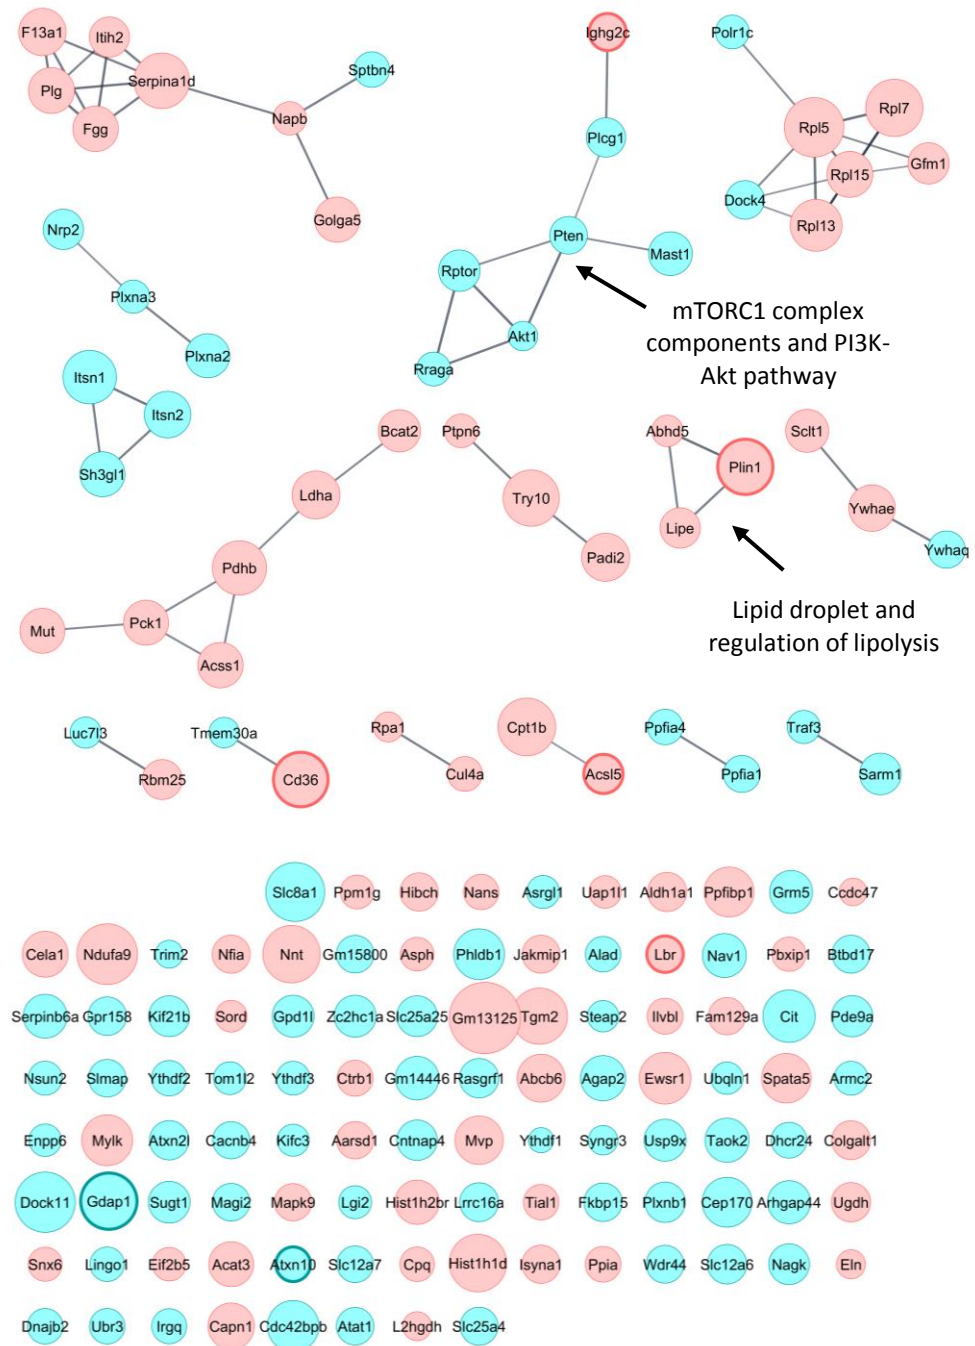 F13a1
Itih2
Plg
Serpina1d
Fgg
Napb
Sptbn4
Golga5
Ighg2c
Plcg1
Pten
Mast1
Rptor
Akt1
Rraga
Polr1c
Rpl5
Rpl7
Gfm1
Rpl15
Dock4
Rpl13
mTORC1 complex
components and PI3K-
Akt pathway
Nrp2
Plxna3
Plxna2
Itsn1
Itsn2
Sh3gl1
Bcat2
Ldha
Pdhb
Pck1
Mut
Acss1
Ptpn6
Try10
Padi2
Abhd5
Plin1
Lipe
Sclt1
Ywhae
Ywhaq
Lipid droplet and
regulation of lipolysis
Luc7l3
Rbm25
Tmem30a
Cd36
Rpa1
Cul4a
Cpt1b
Acsl5
Ppfia4
Ppfia1
Traf3
Sarm1
Slc8a1 Ppm1g Hibch Nans Asrgl1 Uap1l1 Aldh1a1 Ppfibp1 Grm5 Ccdc47
Cela1 Ndufa9 Trim2 Nfia Nnt Gm15800 Asph Phldb1 Jakmip1 Alad Lbr Nav1 Pbxip1 Btbd17
Serpinb6a Gpr158 Kif21b Sord Gpd1l Zc2hc1a Slc25a25 Gm13125 Tgm2 Steap2 Ilvbl Fam129a Cit Pde9a
Nsun2 Slmap Ythdf2 Tom1l2 Ythdf3 Ctrb1 Gm14446 Rasgrf1 Abcb6 Agap2 Ewsr1 Ubqln1 Spata5 Armc2
Enpp6 Mylk Atxn2l Cacnb4 Kifc3 Aarsd1 Cntnap4 Mvp Ythdf1 Syngr3 Usp9x Taok2 Dhcr24 Colgalt1
Dock11 Gdap1 Sugt1 Magi2 Mapk9 Lgi2 Hist1h2br Lrrc16a Tial1 Fkbp15 Plxnb1 Cep170 Arhgap44 Ugdh
Snx6 Lingo1 Eif2b5 Acat3 Atxn10 Slc12a7 Cpq Hist1h1d Isyna1 Ppia Wdr44 Slc12a6 Nagk Eln
Dnajb2 Ubr3 Irgq Capn1 Cdc42bpb Atat1 L2hgdh Slc25a4